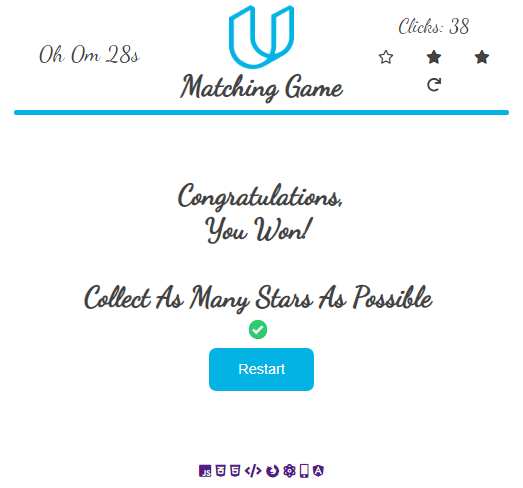 0h 0m 28s
Clicks: 38
Matching Game
Congratulations,
You Won!
Collect As Many Stars As Possible
Restart
JS